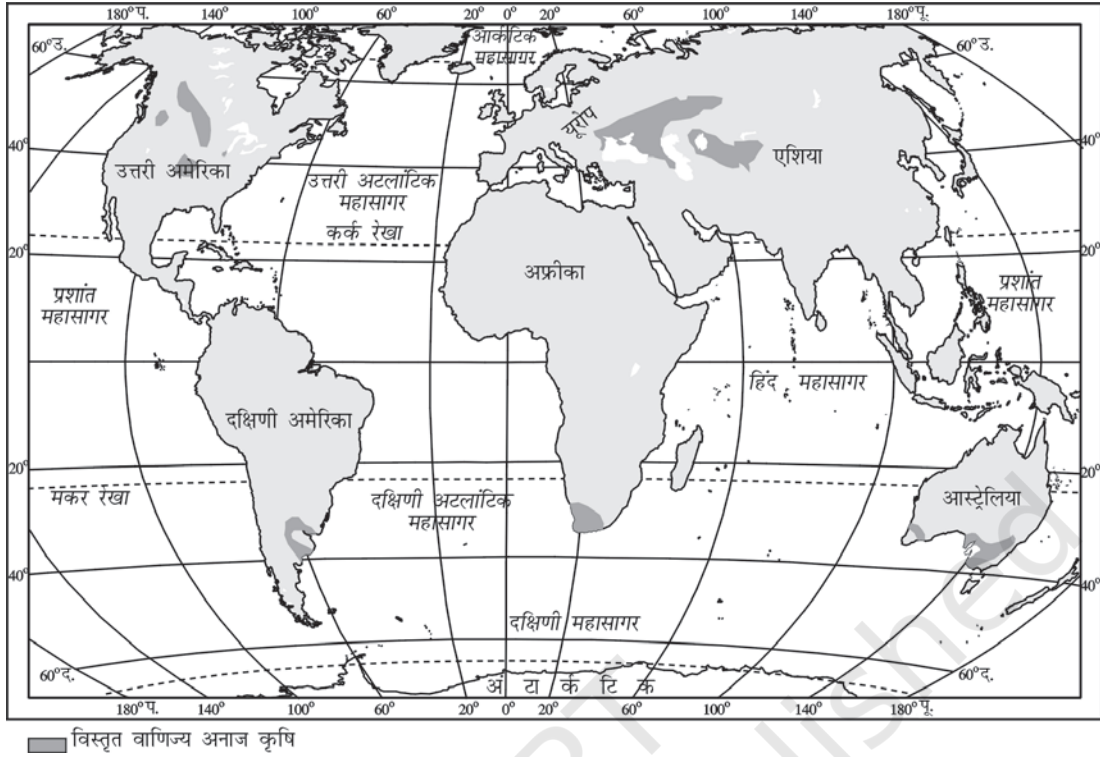 180° प. 140° 100° 60° 20° 0° 20° 60° 100° 140° 180° पू.
60° उ.
आर्कटिक
महासागर
60° उ.
यूरोप
40°
उत्तरी अमेरिका
एशिया
40°
उत्तरी अटलांटिक
महासागर
कर्क रेखा
20°
20°
अफ्रीका
प्रशांत
महासागर
प्रशांत
महासागर
हिंद महासागर
दक्षिणी अमेरिका
20°
20°
मकर रेखा
दक्षिणी अटलांटिक
महासागर
आस्ट्रेलिया
40°
40°
दक्षिणी महासागर
60° द.
60° द.
अं टा र्क टि क
180° प. 140° 100° 60° 20° 0° 20° 60° 100° 140° 180° पू.
विस्तृत वाणिज्य अनाज कृषि